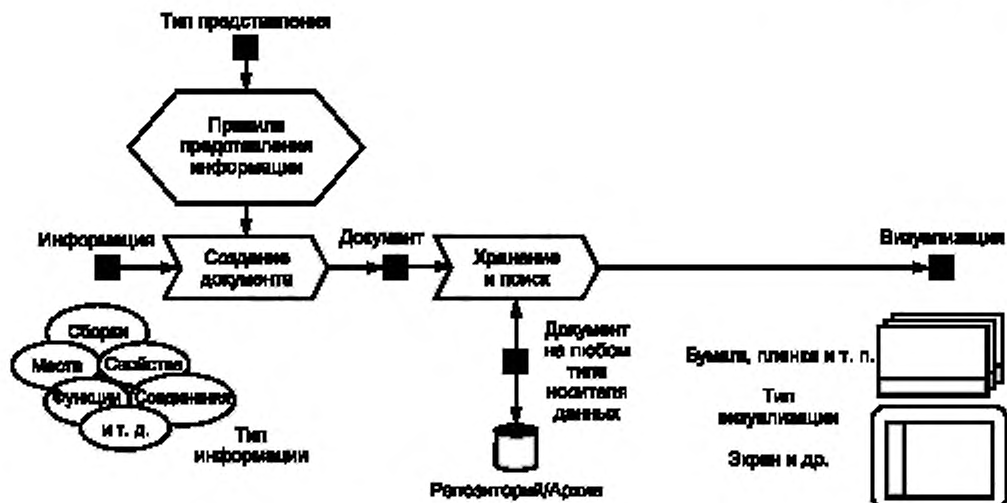 Тип представления
Правила
представления
информации
Информация
Создание
документа
Документ
Хранение
и поиск
Визуализация
Сборки
Места
Свойства
Функции
Соединения
и т. д.
Тип
информации
Документ
на любом
типе
носителя
данных
Репозиторий/Архив
Бумага, пленка и т. п.
Тип
визуализации
Экран и др.